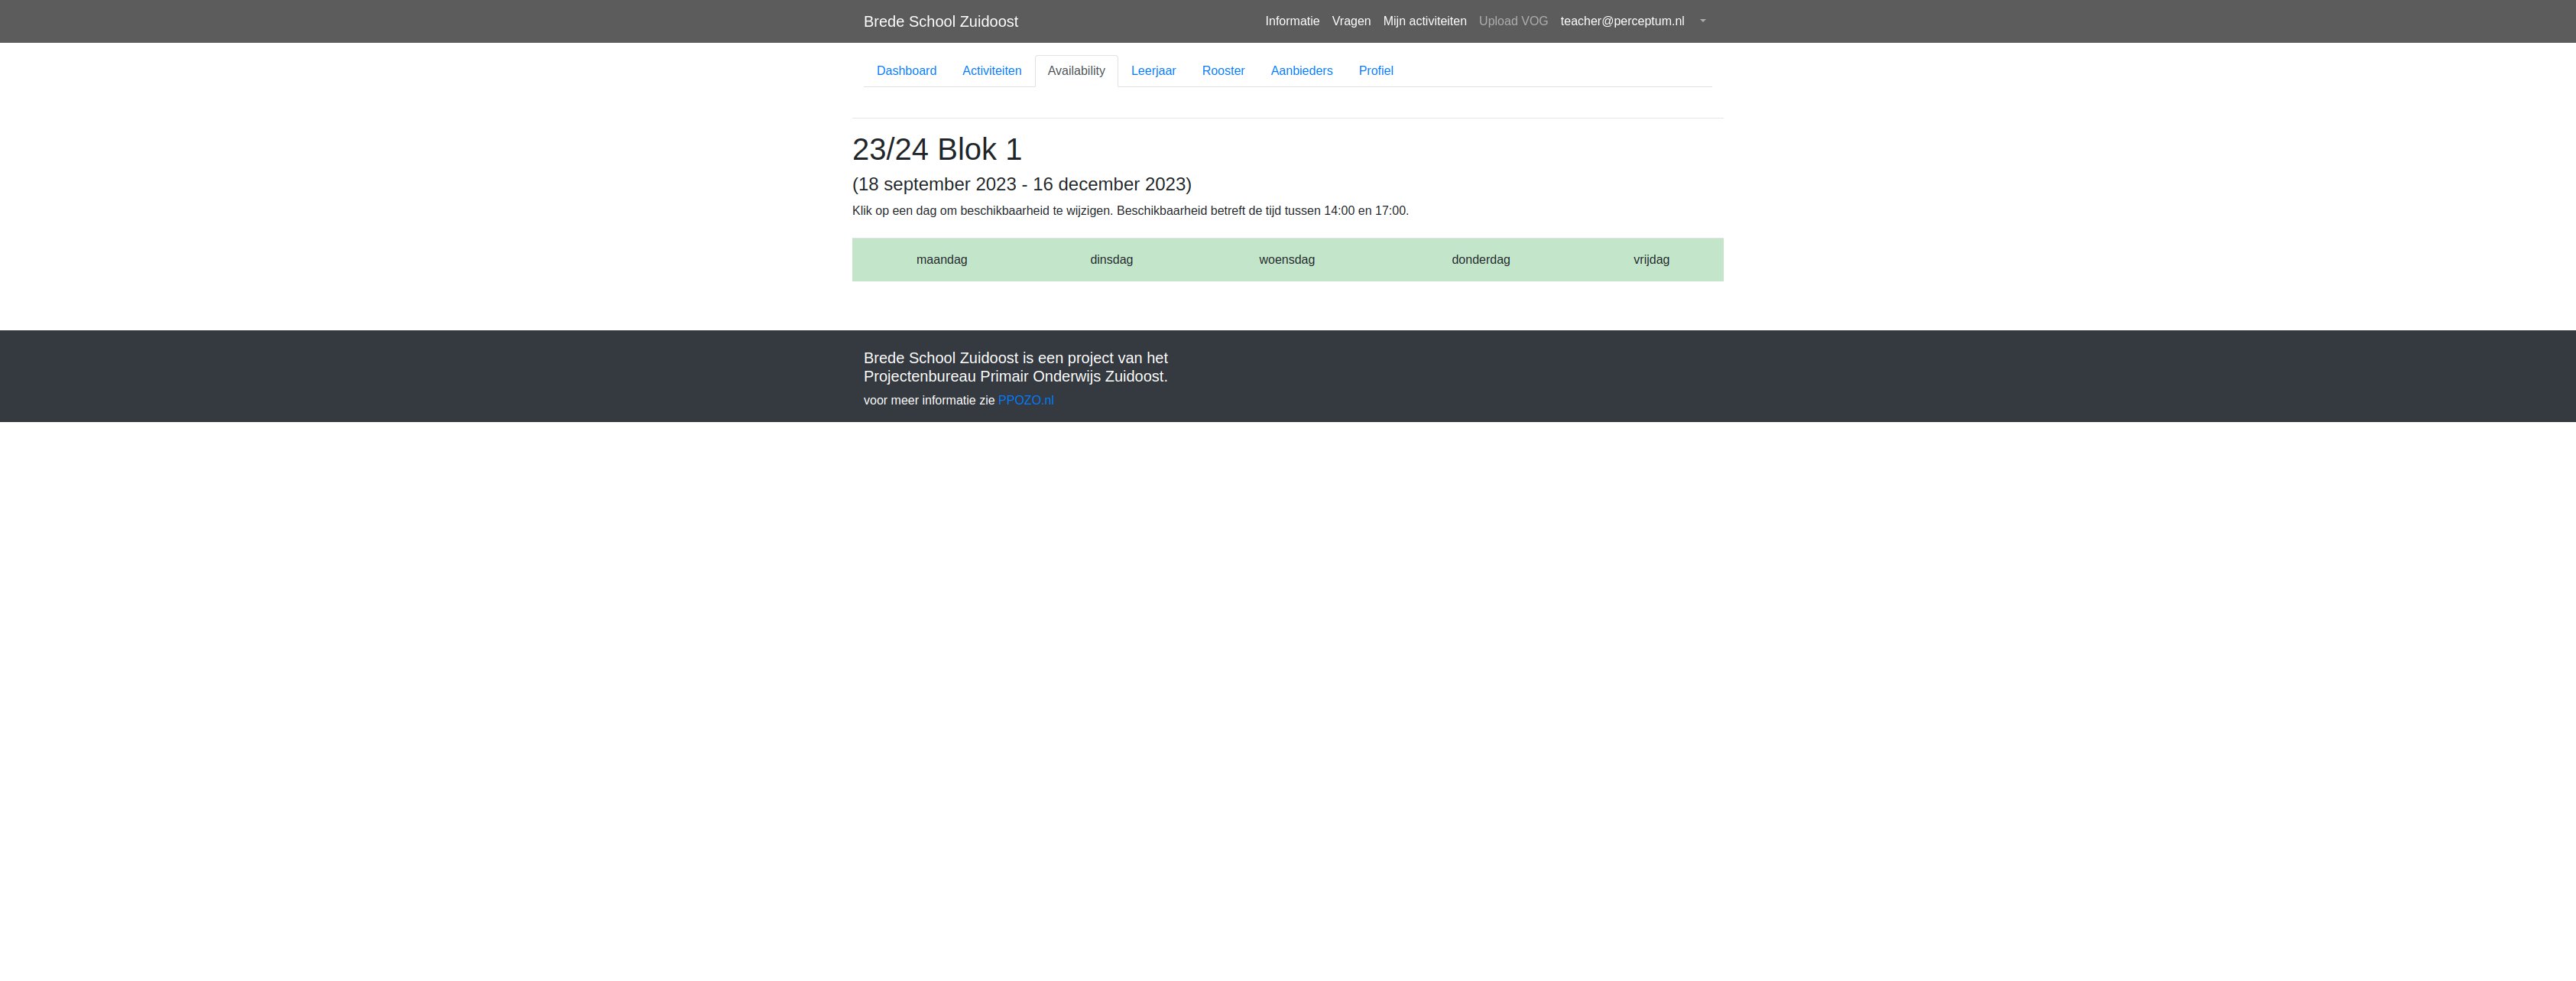 Brede School Zuidoost Informatie Vragen Mijn activiteiten Upload VOG teacher@perceptum.nl
Dashboard Activiteiten Availability Leerjaar Rooster Aanbieders Profiel
23/24 Blok 1
(18 september 2023 - 16 december 2023)
Klik op een dag om beschikbaarheid te wijzigen. Beschikbaarheid betreft de tijd tussen 14:00 en 17:00.
maandag dinsdag woensdag donderdag vrijdag
Brede School Zuidoost is een project van het
Projectenbureau Primair Onderwijs Zuidoost.
voor meer informatie zie PPOZO.nl